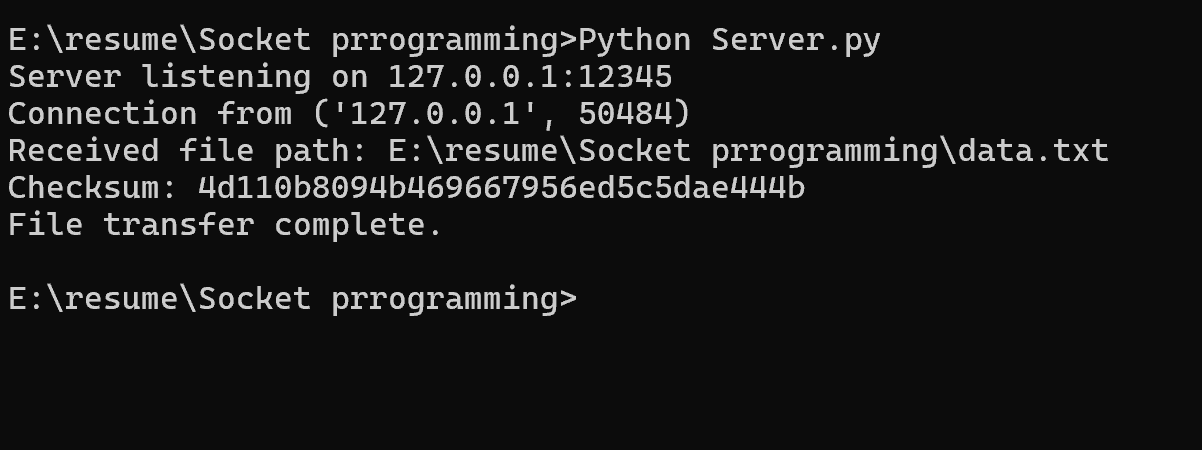 E:\resume\Socket prrogramming>Python Server.py
Server listening on 127.0.0.1:12345
Connection from ('127.0.0.1', 50484)
Received file path: E:\resume\Socket prrogramming\data.txt
Checksum: 4d110b8094b469667956ed5c5dae444b
File transfer complete.
E:\resume\Socket prrogramming>